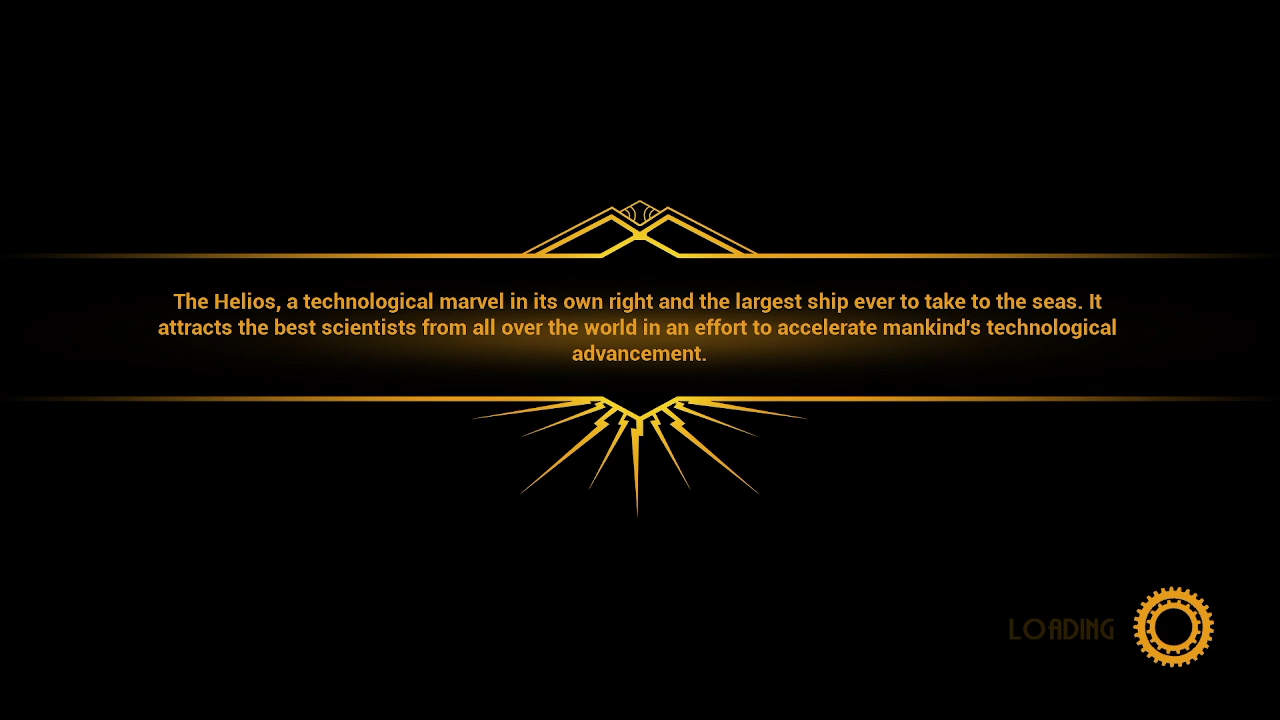 The Helios, a technological marvel in its own right and the largest ship ever to take to the seas. It
attracts the best scientists from all over the world in an effort to accelerate mankind's technological
advancement.
LOADING